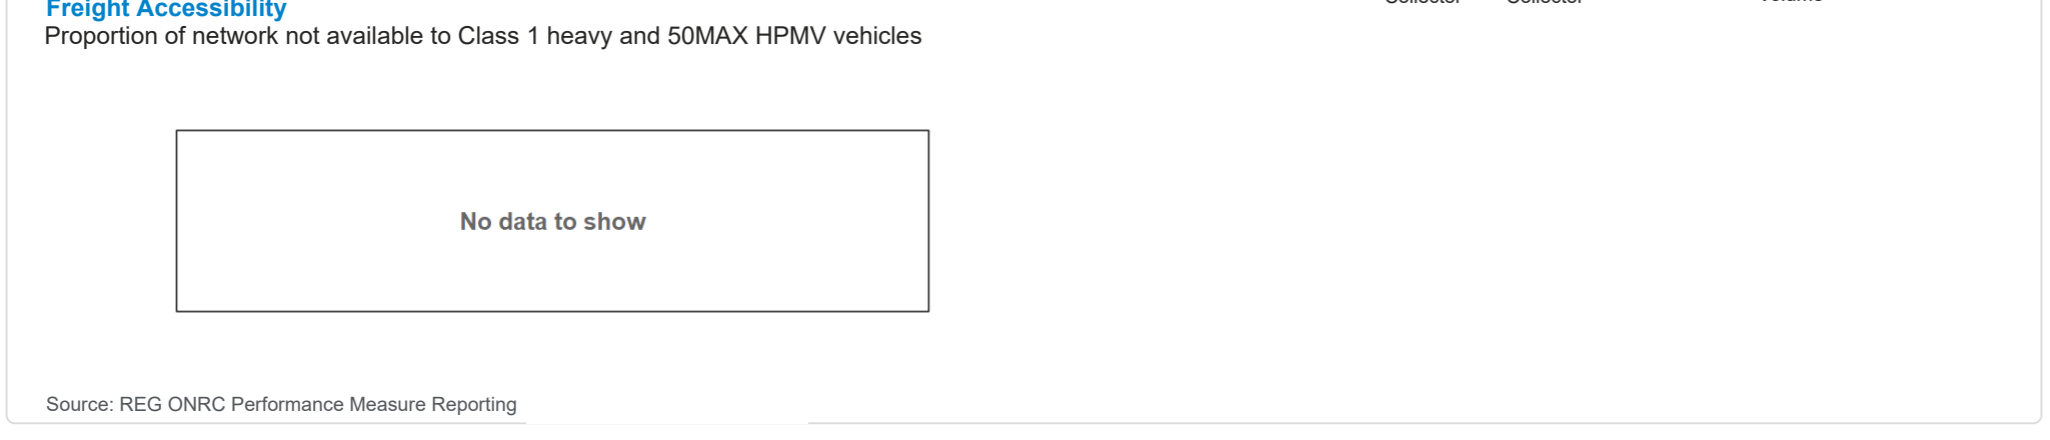 Freight Accessibility
Proportion of network not available to Class 1 heavy and 50MAX HPMV vehicles
No data to show
Source: REG ONRC Performance Measure Reporting